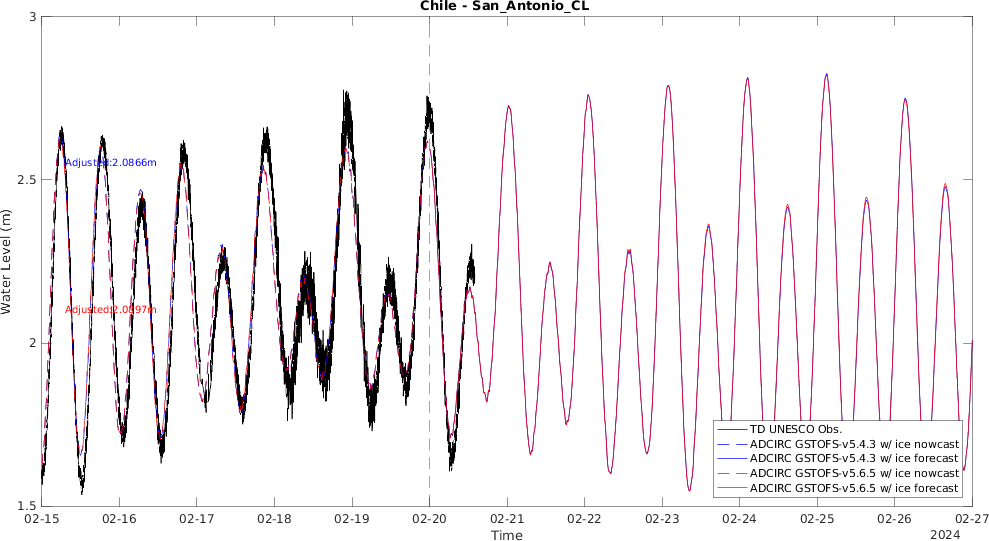 Chile - San_Antonio_CL
3
2.5
2
1.5
Water Level (m)
Adjusted:2.0866m
Adjusted:2.0897m
TD UNESCO Obs.
ADCIRC GSTOFS-v5.4.3 w/ ice nowcast
ADCIRC GSTOFS-v5.4.3 w/ ice forecast
ADCIRC GSTOFS-v5.6.5 w/ ice nowcast
ADCIRC GSTOFS-v5.6.5 w/ ice forecast
02-15 02-16 02-17 02-18 02-19 02-20 02-21 02-22 02-23 02-24 02-25 02-26 02-27
Time
2024